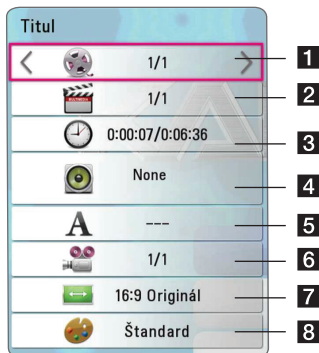 Titul
1/1
1
1/1
2
0:00:07/0:06:36
3
None
4
A
---
5
1/1
6
16:9 Originál
7
Štandard
8